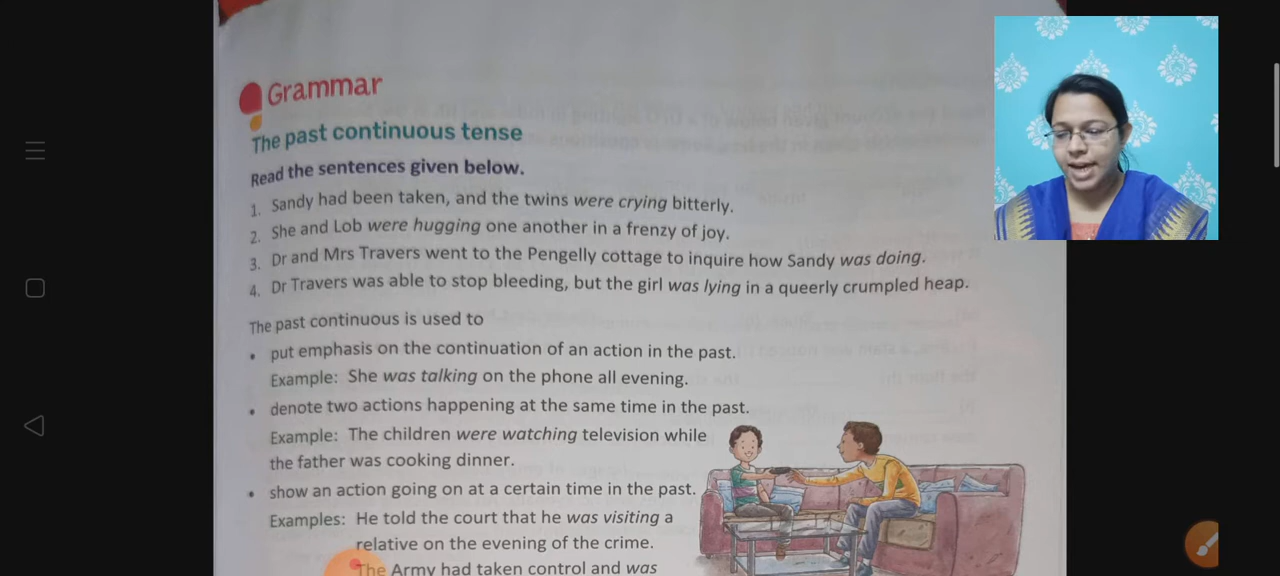 Grammar
The past continuous tense
Read the sentences given below.
1. Sandy had been taken, and the twins were crying bitterly.
2. She and Lob were hugging one another in a frenzy of joy.
3. Dr and Mrs Travers went to the Pengelly cottage to inquire how Sandy was doing.
4. Dr Travers was able to stop bleeding, but the girl was lying in a queerly crumpled heap.
The past continuous is used to
• put emphasis on the continuation of an action in the past.
Example: She was talking on the phone all evening.
• denote two actions happening at the same time in the past.
Example: The children were watching television while
the father was cooking dinner.
• show an action going on at a certain time in the past.
Examples: He told the court that he was visiting a
relative on the evening of the crime.
The Army had taken control and was